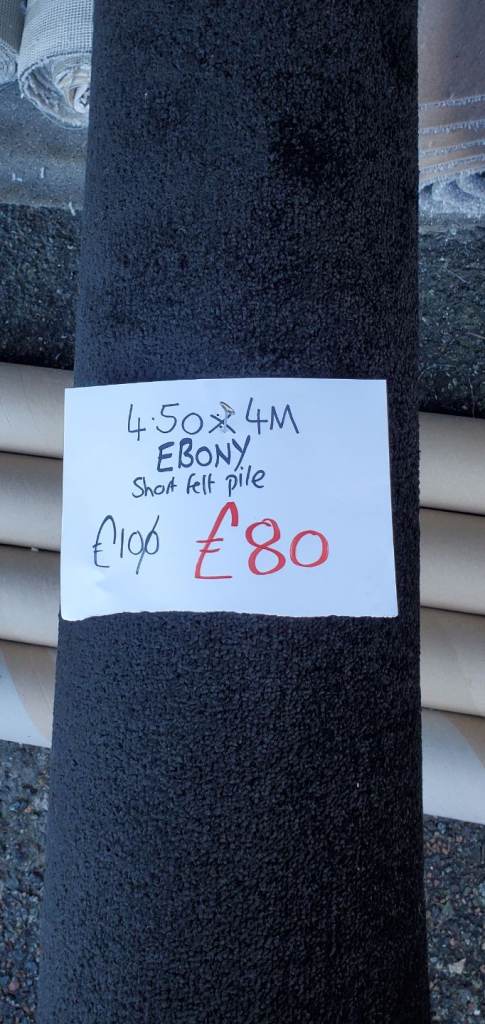 4.50 x 4M
EBONY
Short felt pile
£100 £80